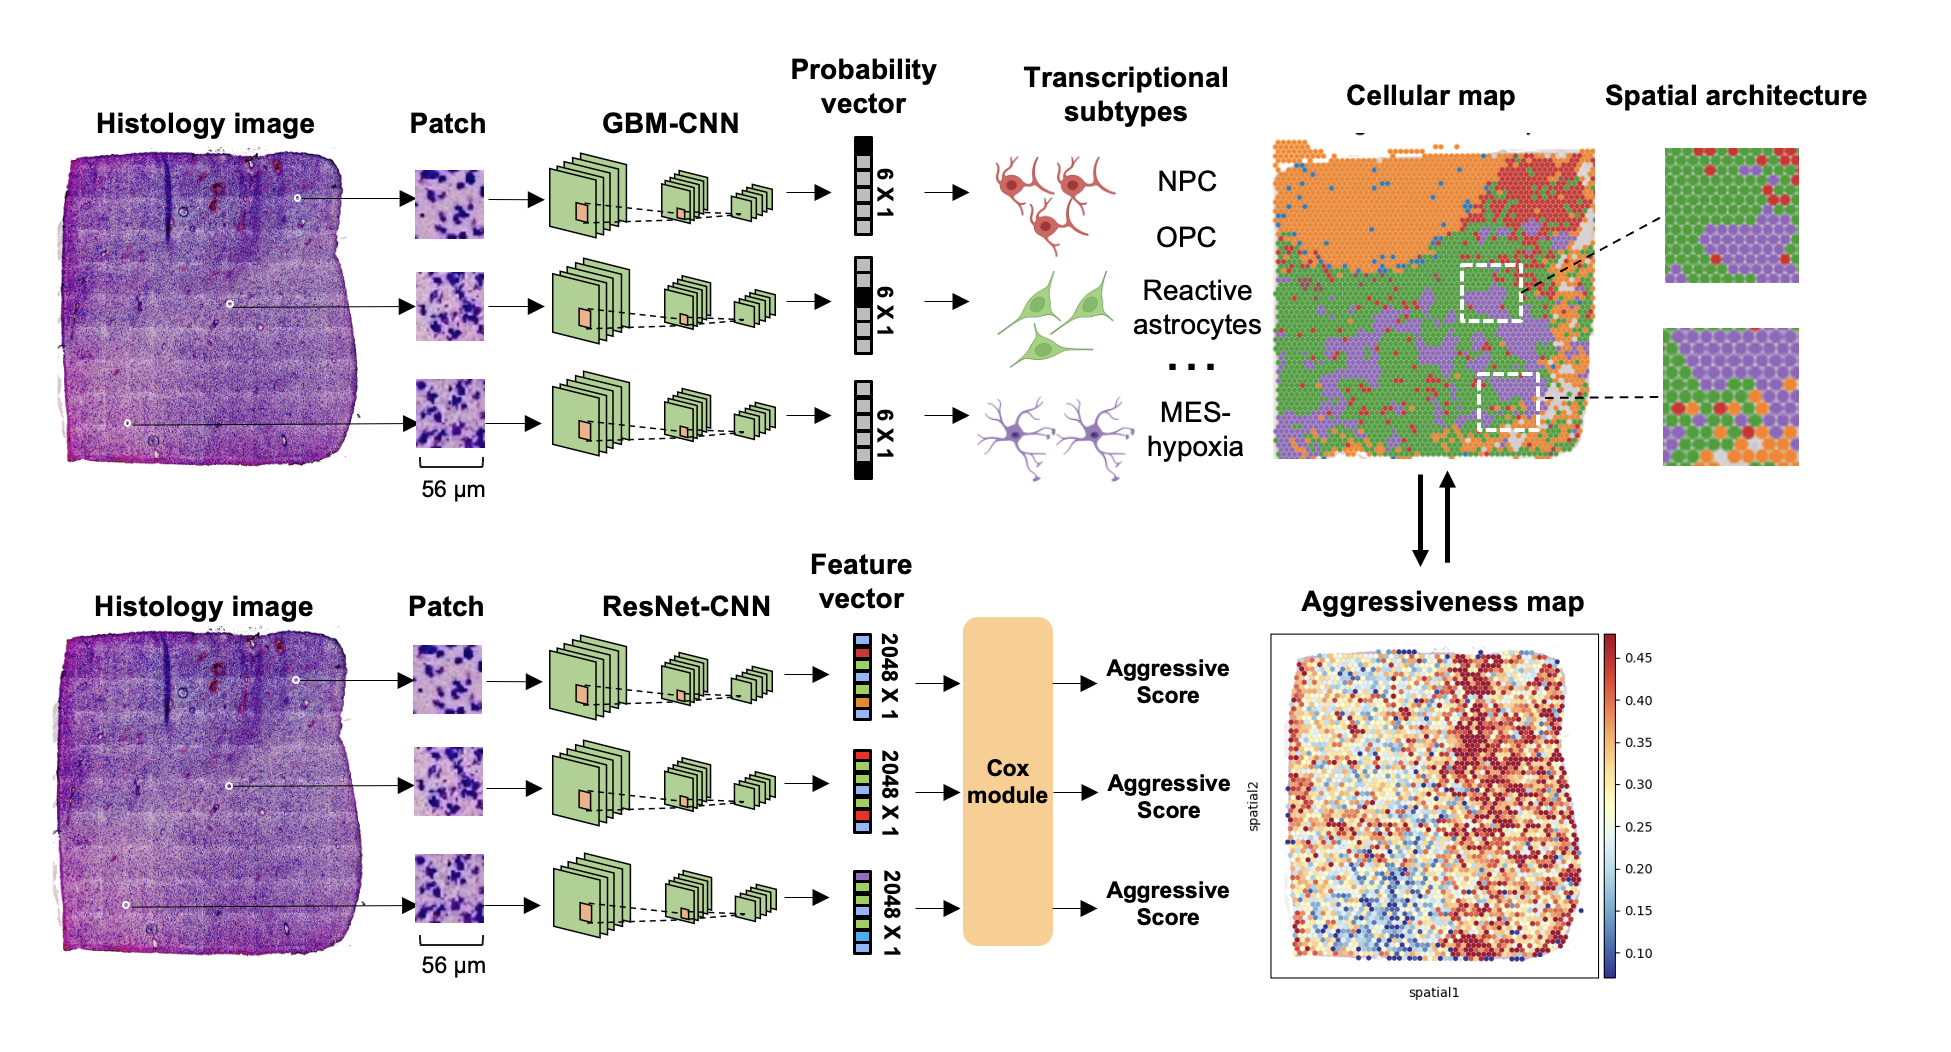 Histology image
Patch
GBM-CNN
Probability
vector
Transcriptional
subtypes
Cellular map
Spatial architecture
6 X 1
6 X 1
6 X 1
NPC
OPC
Reactive
astrocytes
...
MES-
hypoxia
56 µm
Histology image
Patch
ResNet-CNN
Feature
vector
2048 X 1
2048 X 1
2048 X 1
Cox
module
Aggressive
Score
Aggressive
Score
Aggressive
Score
56 µm
Aggressiveness map
spatial2
spatial1
0.45
0.40
0.35
0.30
0.25
0.20
0.15
0.10